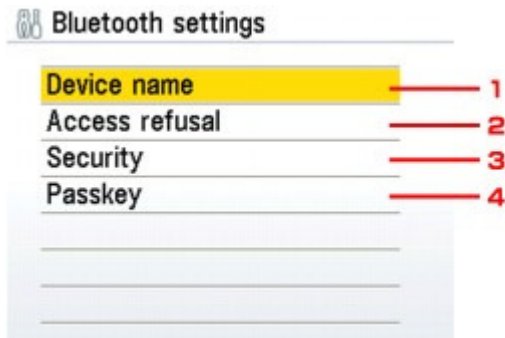 Bluetooth settings
Device name 1
Access refusal 2
Security 3
Passkey 4